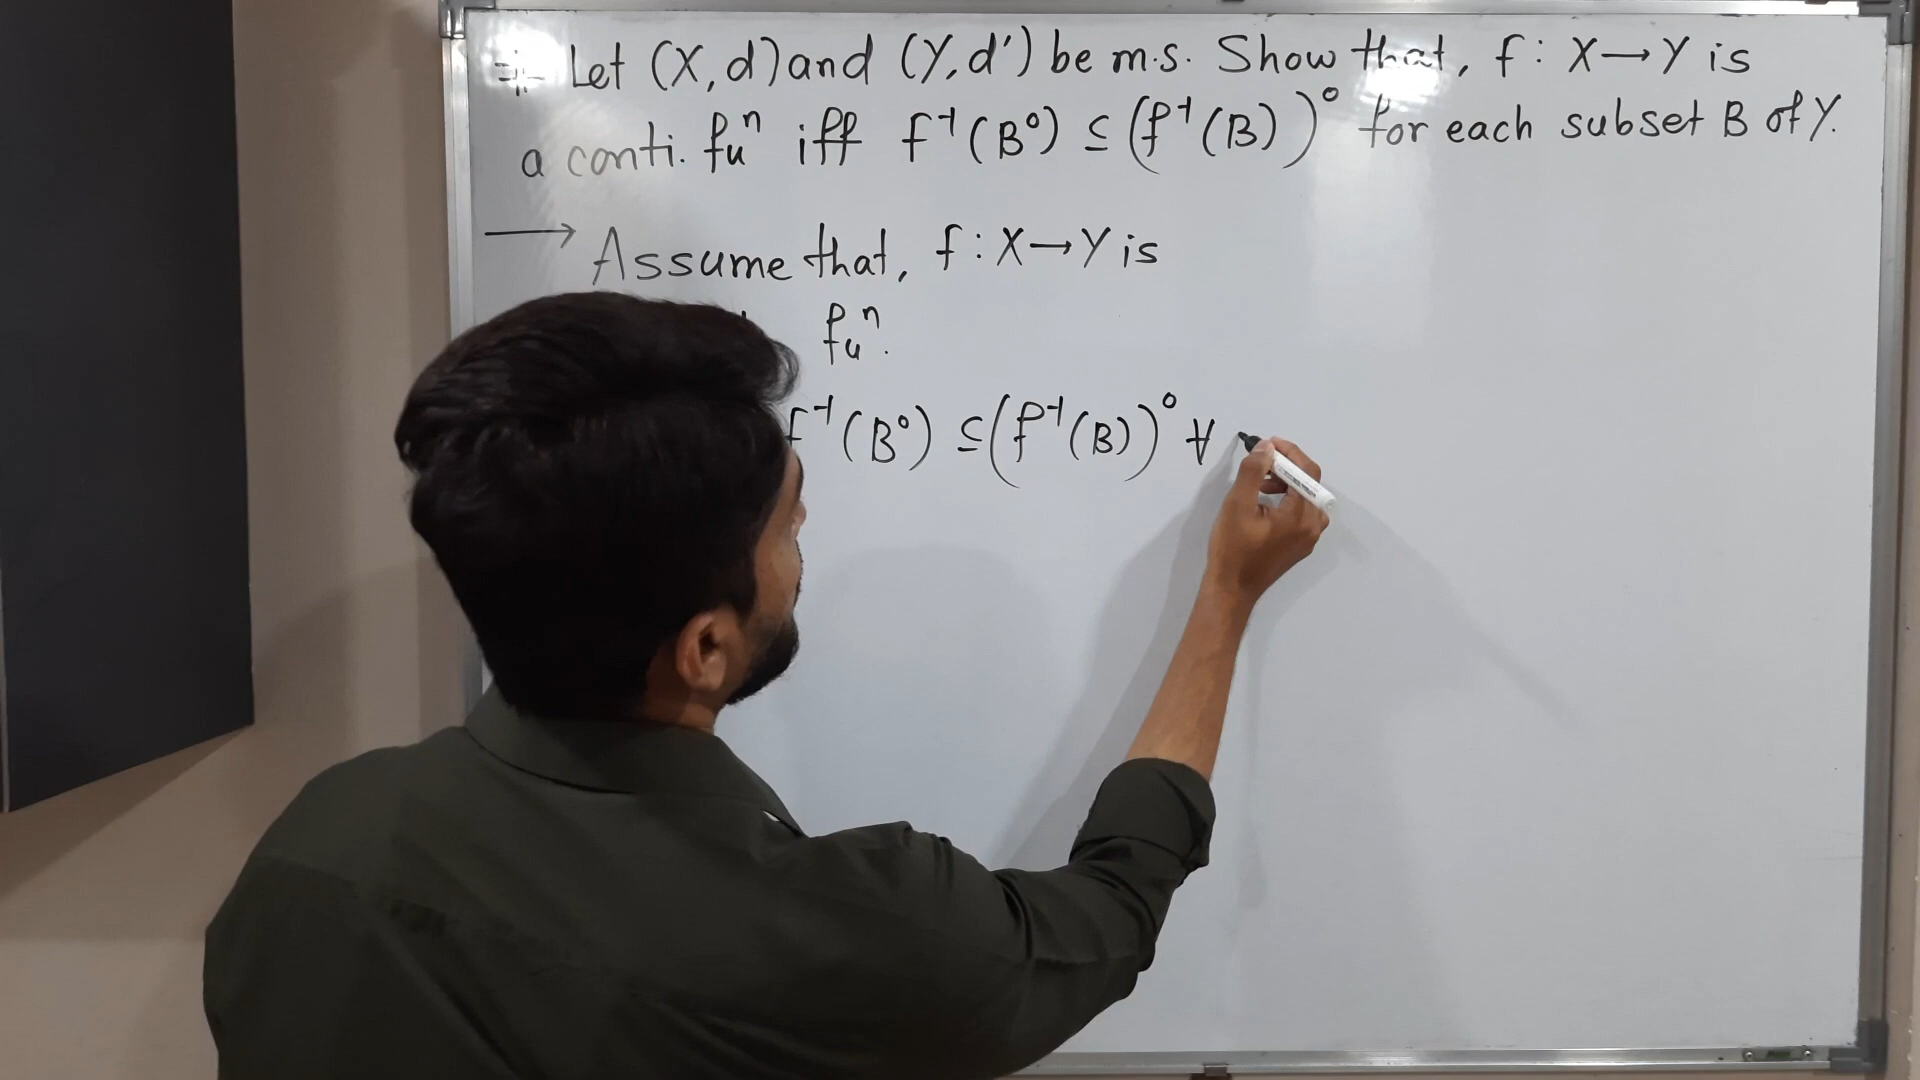 Let (X, d) and (Y, d') be m.s. Show that, f : X → Y is
a conti. fuⁿ iff f⁻¹(B°) ⊆ (f⁻¹(B))° for each subset B of Y.
→ Assume that, f : X → Y is
fuⁿ.
f⁻¹(B°) ⊆ (f⁻¹(B))° ∀